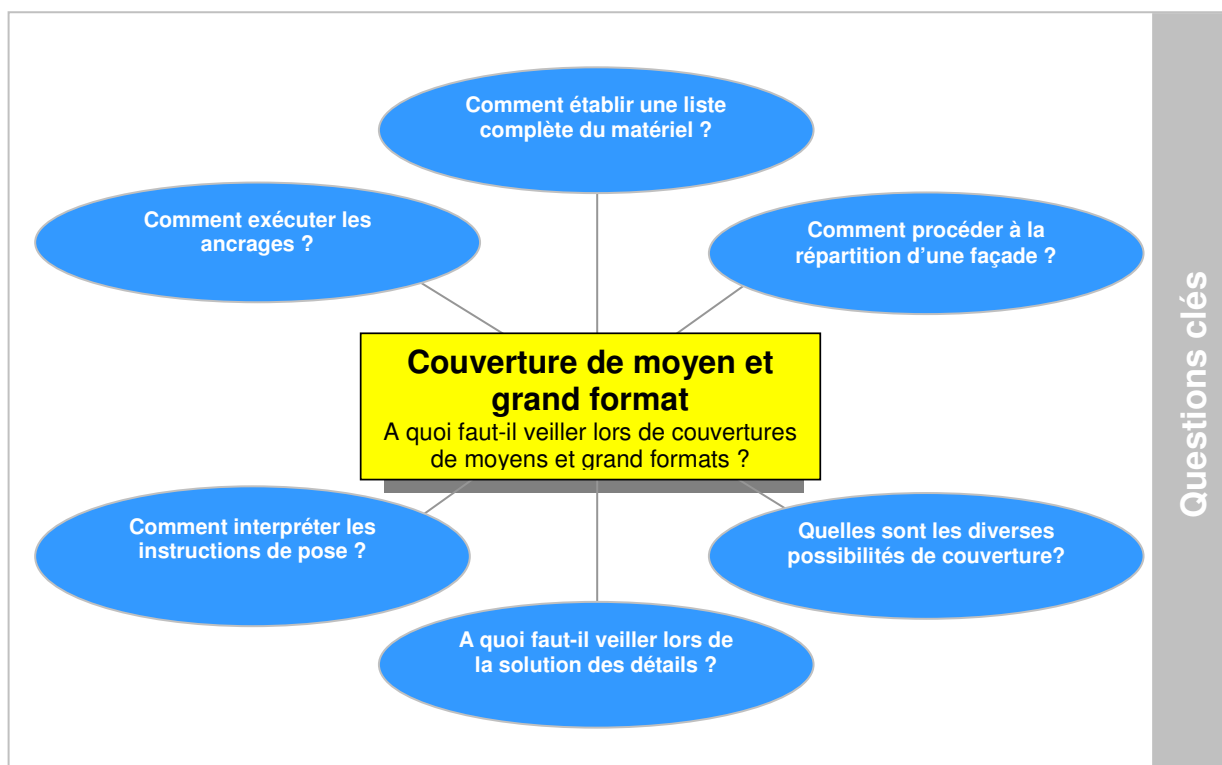 Comment établir une liste
complète du matériel ?
Comment exécuter les
ancrages ?
Comment procéder à la
répartition d'une façade ?
Couverture de moyen et
grand format
A quoi faut-il veiller lors de couvertures
de moyens et grand formats ?
Comment interpréter les
instructions de pose ?
Quelles sont les diverses
possibilités de couverture?
A quoi faut-il veiller lors de
la solution des détails ?
Questions clés